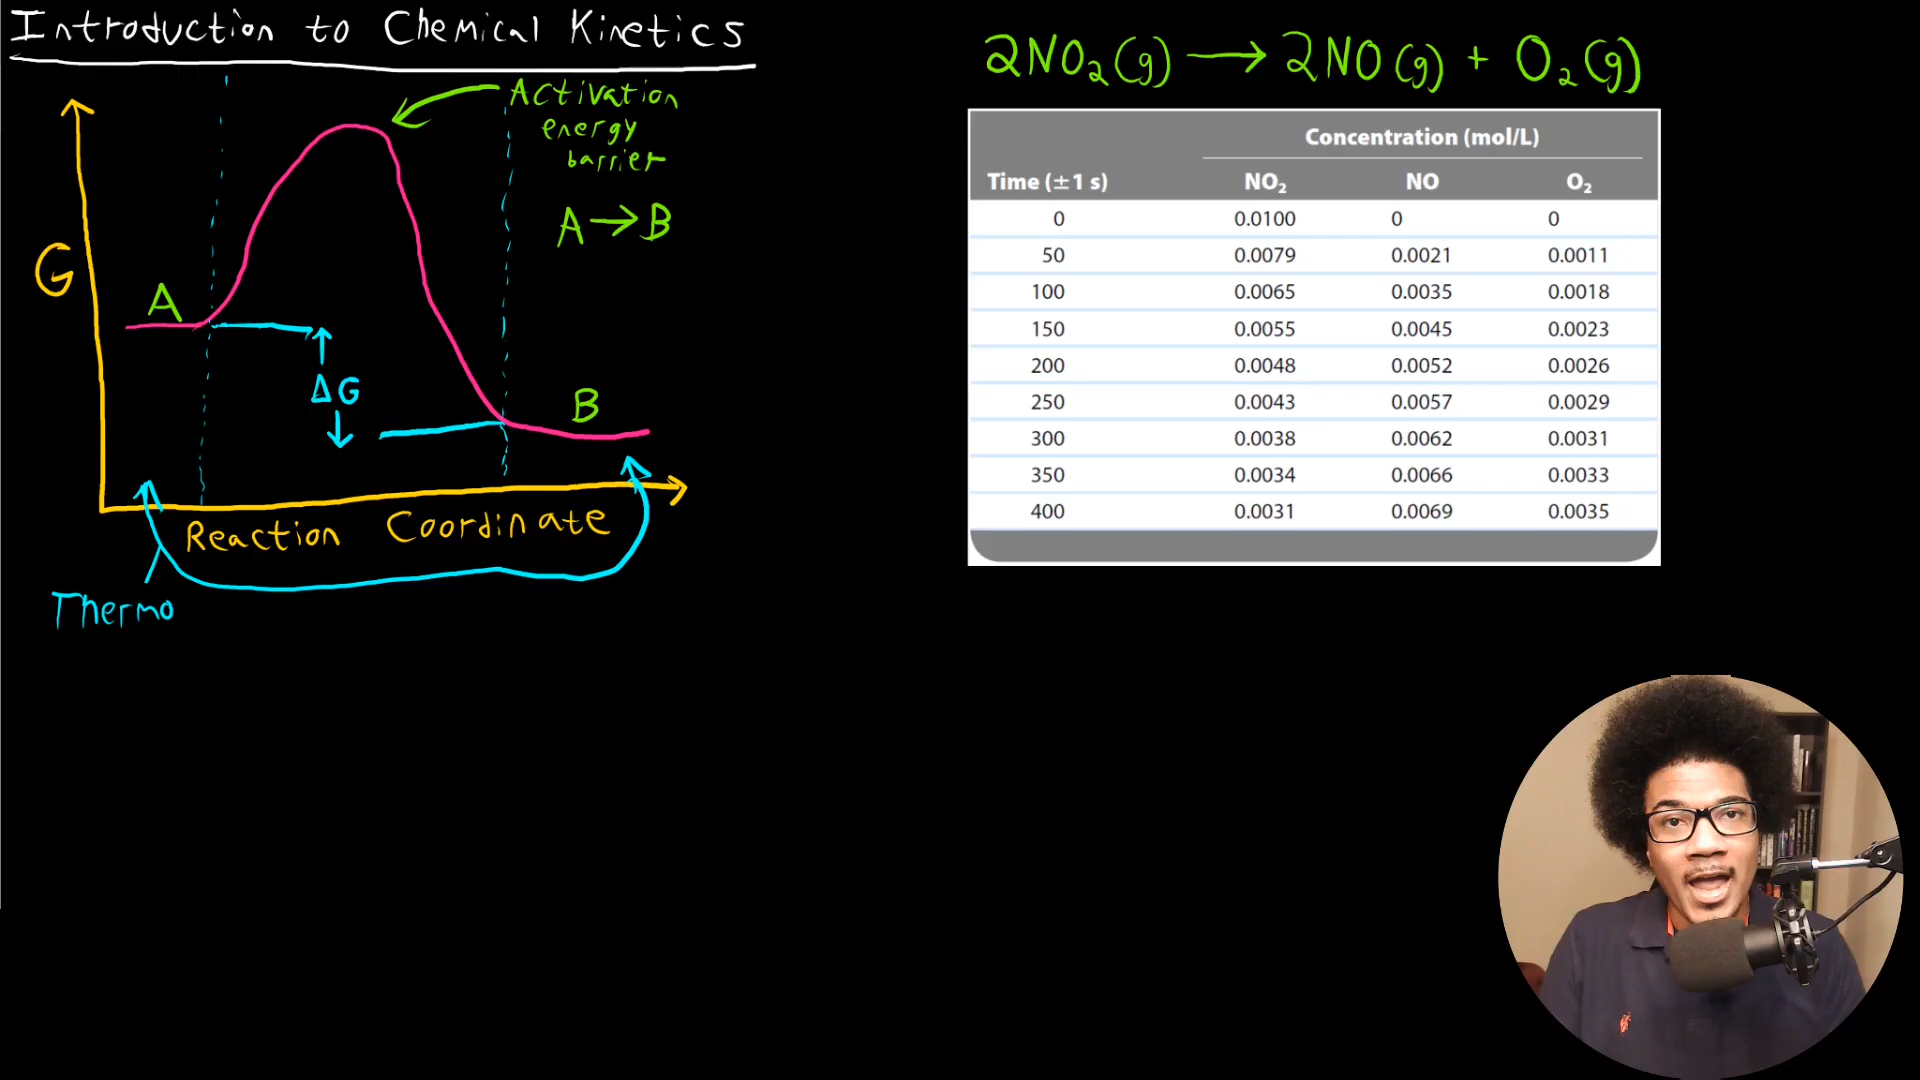 Introduction to Chemical Kinetics
Activation
energy
barrier
A → B
G
A
ΔG
B
Reaction Coordinate
Thermo
2NO₂(g) → 2NO(g) + O₂(g)
Concentration (mol/L)
Time (±1 s) NO₂ NO O₂
0 0.0100 0 0
50 0.0079 0.0021 0.0011
100 0.0065 0.0035 0.0018
150 0.0055 0.0045 0.0023
200 0.0048 0.0052 0.0026
250 0.0043 0.0057 0.0029
300 0.0038 0.0062 0.0031
350 0.0034 0.0066 0.0033
400 0.0031 0.0069 0.0035